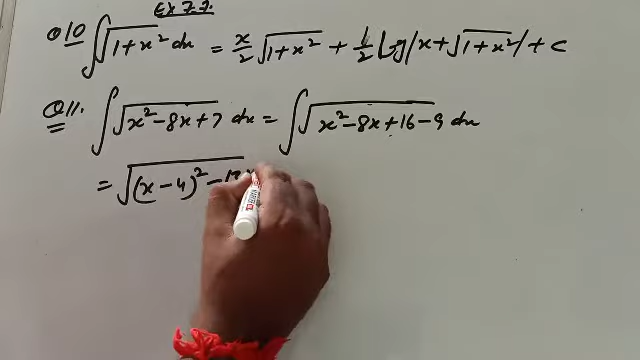 Ex 7.7
Q10 ∫√(1+x²) dx = x/2 √(1+x²) + 1/2 log|x+√(1+x²)| + c
Q11. ∫√(x²-8x+7) dx = ∫√(x²-8x+16-9) dx
= √((x-4)²-